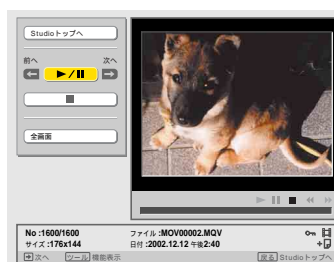 Studioトップへ
前へ 次へ
全画面
No :1600/1600 ファイル :MOV00002.MQV
サイズ :176x144 日付 :2002.12.12 午後2:40
次へ ツール 機能表示 戻る Studioトップへ